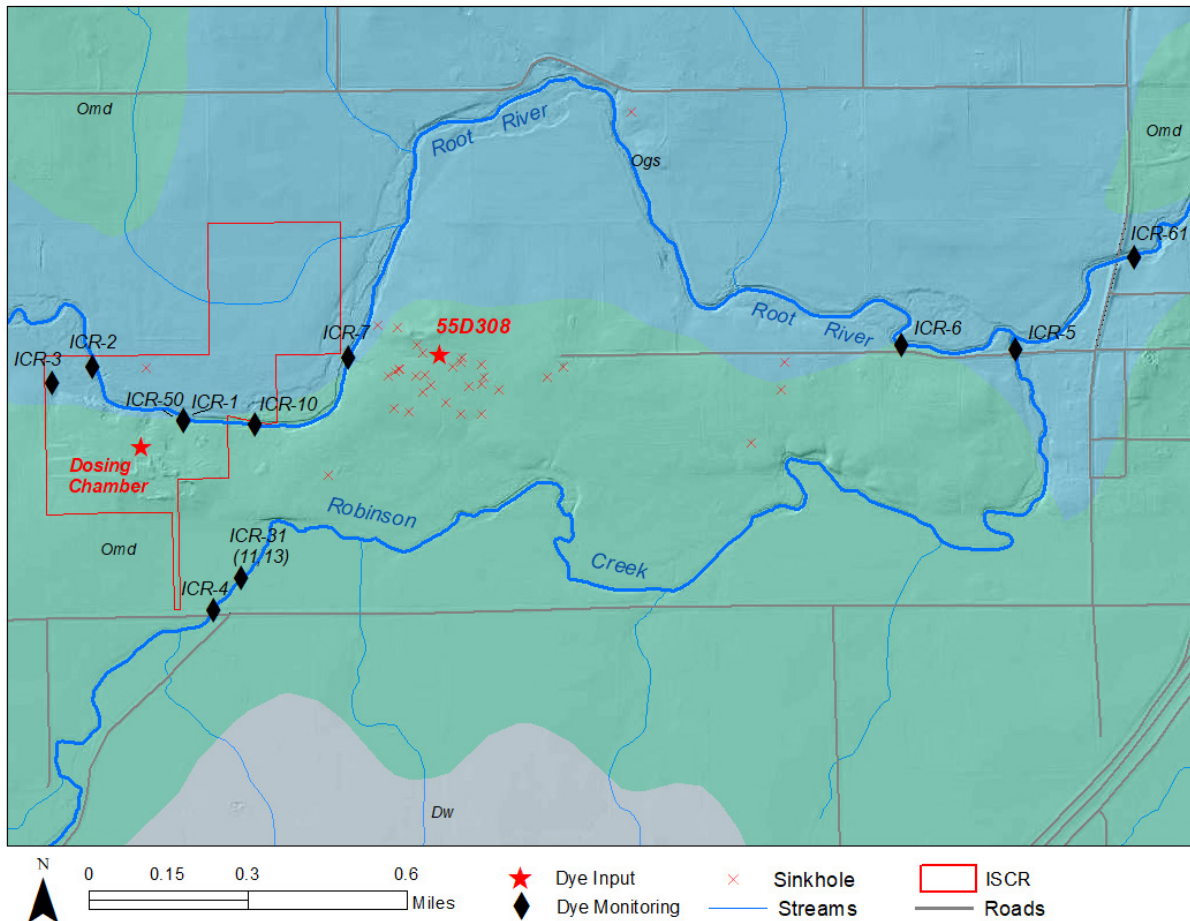 Omd
Root River
Ogs
Omd
ICR-61
ICR-7
55D308
Root River
ICR-6
ICR-5
ICR-2
ICR-3
ICR-50
ICR-1
ICR-10
Dosing
Chamber
Robinson
Creek
ICR-31
(11,13)
Omd
ICR-4
Dw
N
0 0.15 0.3 0.6
Miles
Dye Input
Sinkhole
ISCR
Dye Monitoring
Streams
Roads